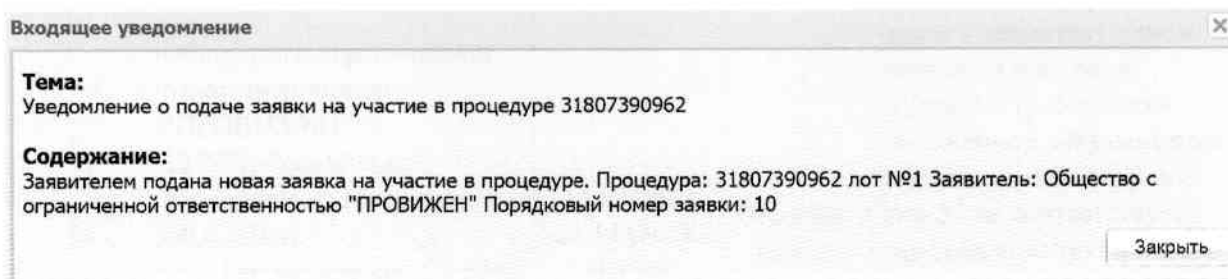 Входящее уведомление
Тема:
Уведомление о подаче заявки на участие в процедуре 31807390962
Содержание:
Заявителем подана новая заявка на участие в процедуре. Процедура: 31807390962 лот №1 Заявитель: Общество с
ограниченной ответственностью "ПРОВИЖЕН" Порядковый номер заявки: 10
Закрыть